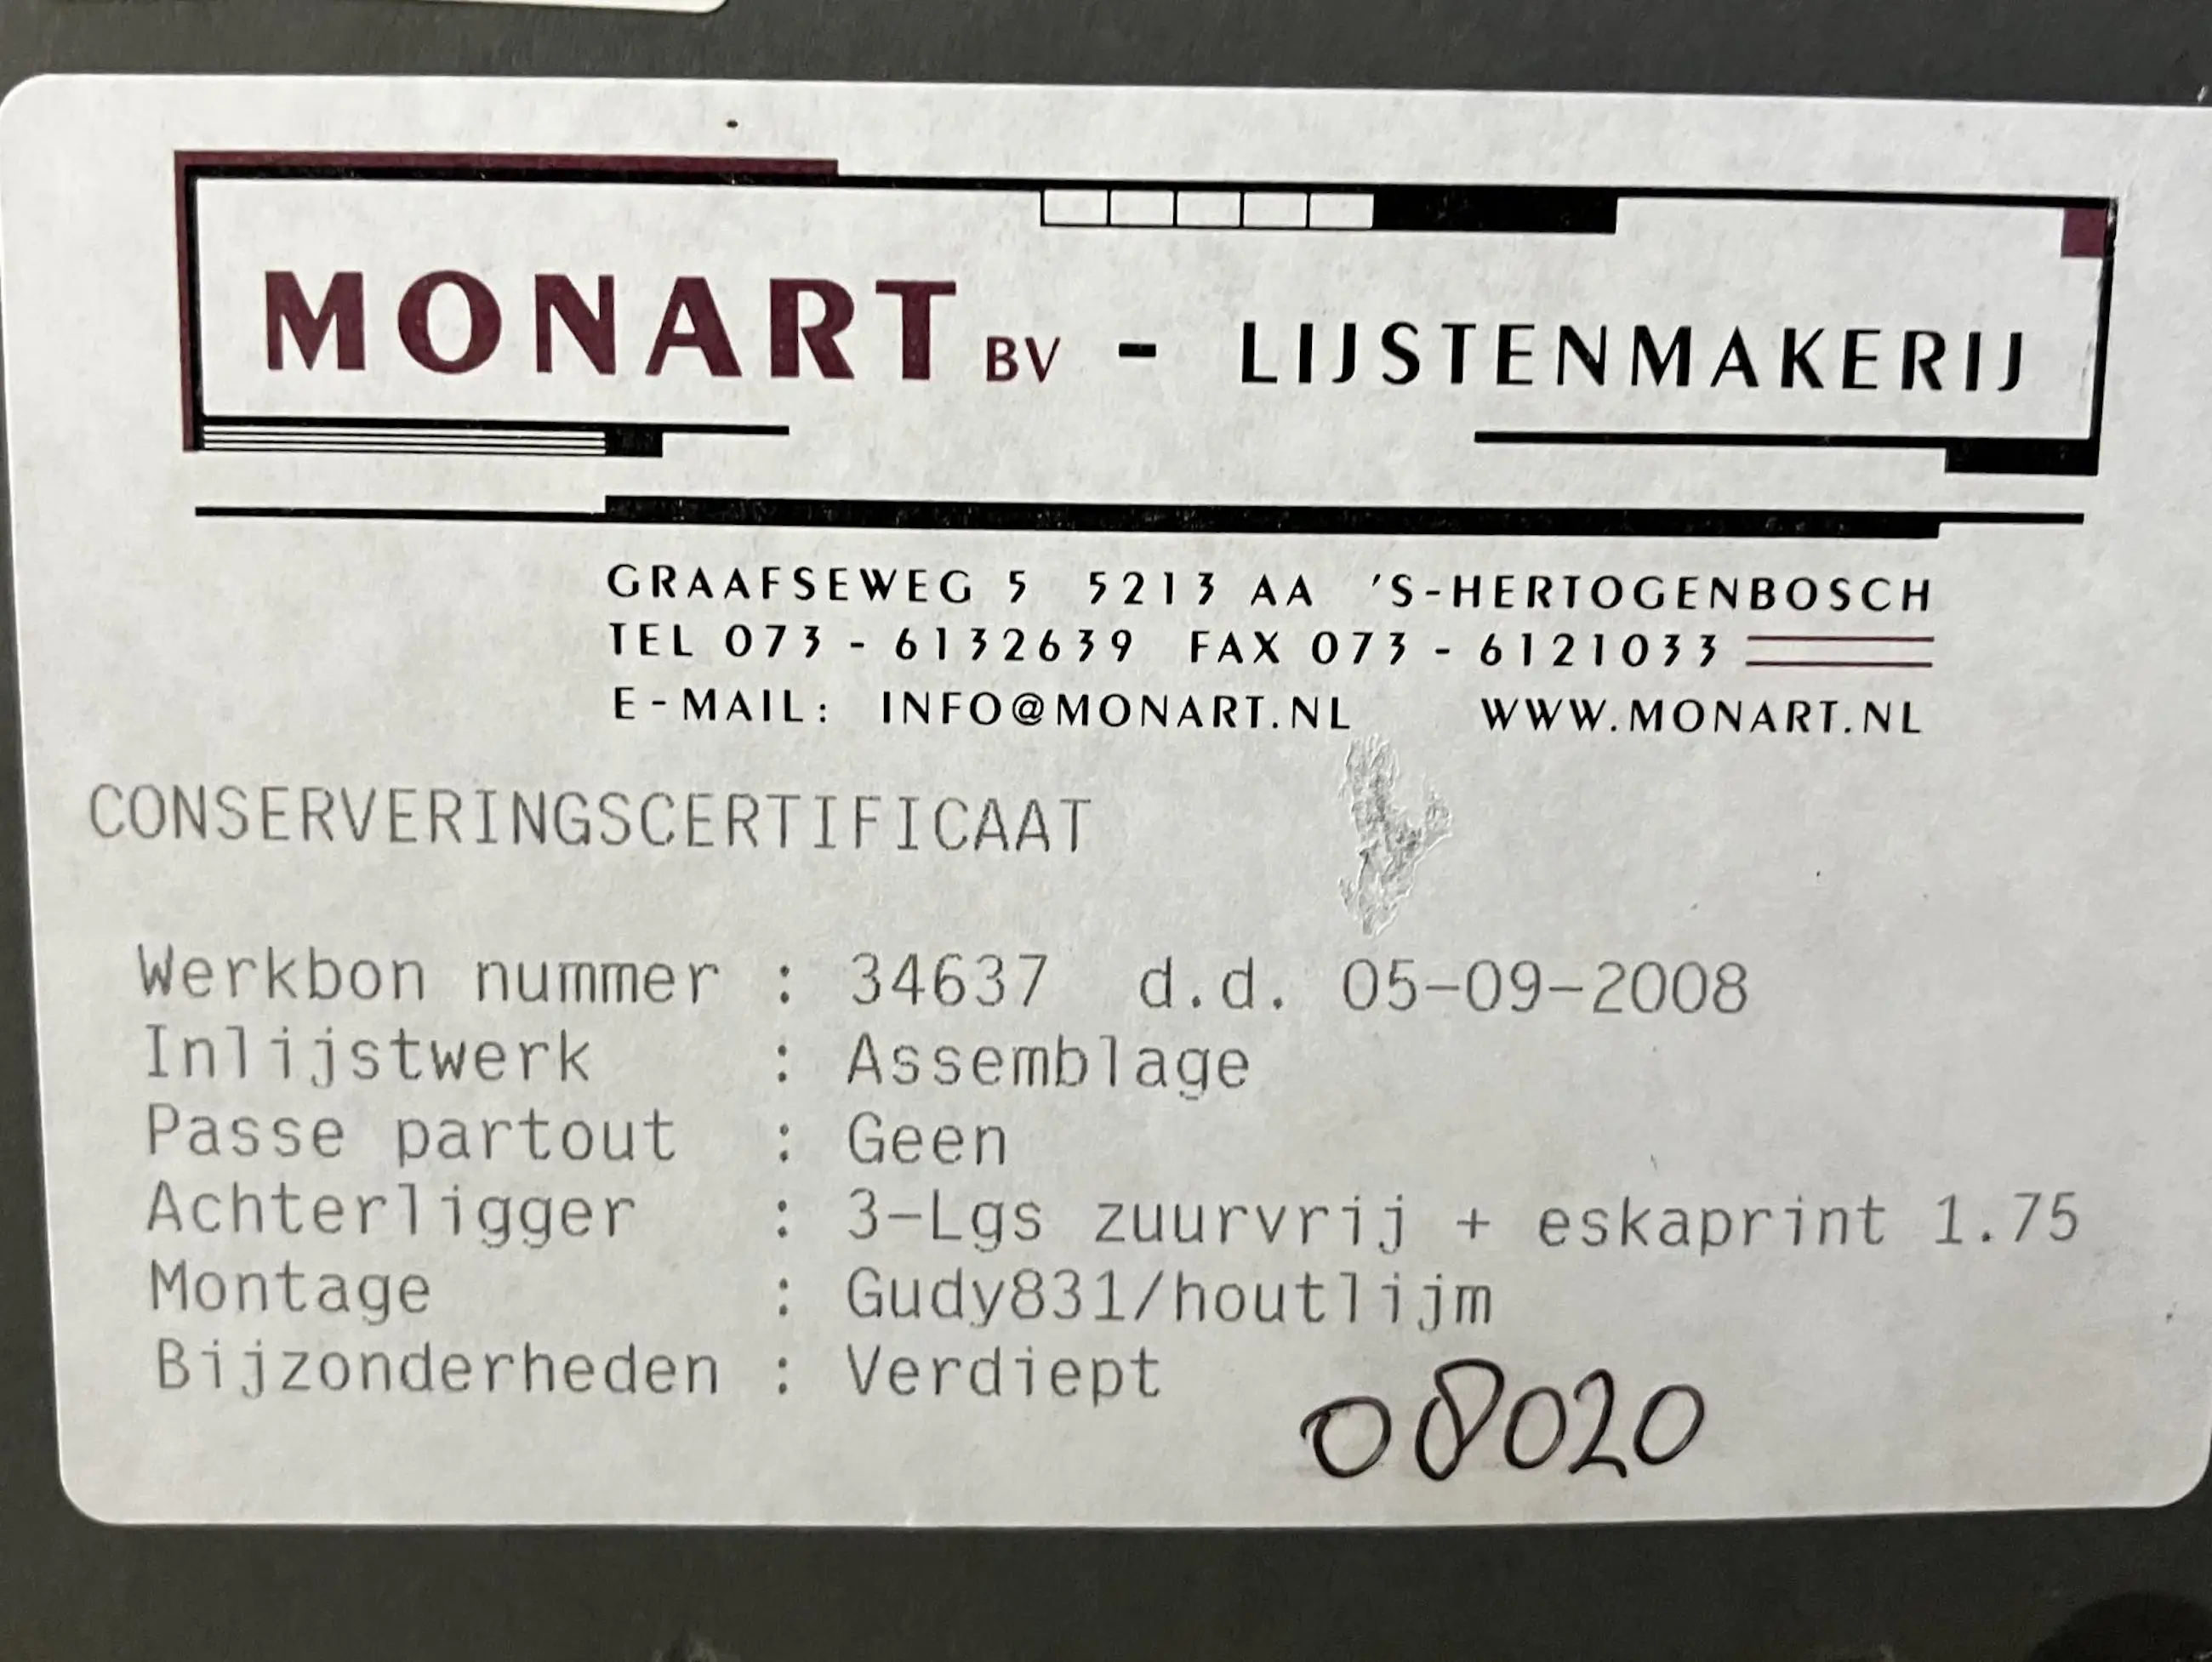 MONART BV - LIJSTENMAKERIJ
GRAAFSEWEG 5 5213 AA 'S-HERTOGENBOSCH
TEL 073 - 6132639 FAX 073 - 6121033
E-MAIL: INFO@MONART.NL WWW.MONART.NL
CONSERVERINGSCERTIFICAAT
Werkbon nummer : 34637 d.d. 05-09-2008
Inlijstwerk : Assemblage
Passe partout : Geen
Achterligger : 3-Lgs zuurvrij + eskaprint 1.75
Montage : Gudy831/houtlijm
Bijzonderheden : Verdiept
08020